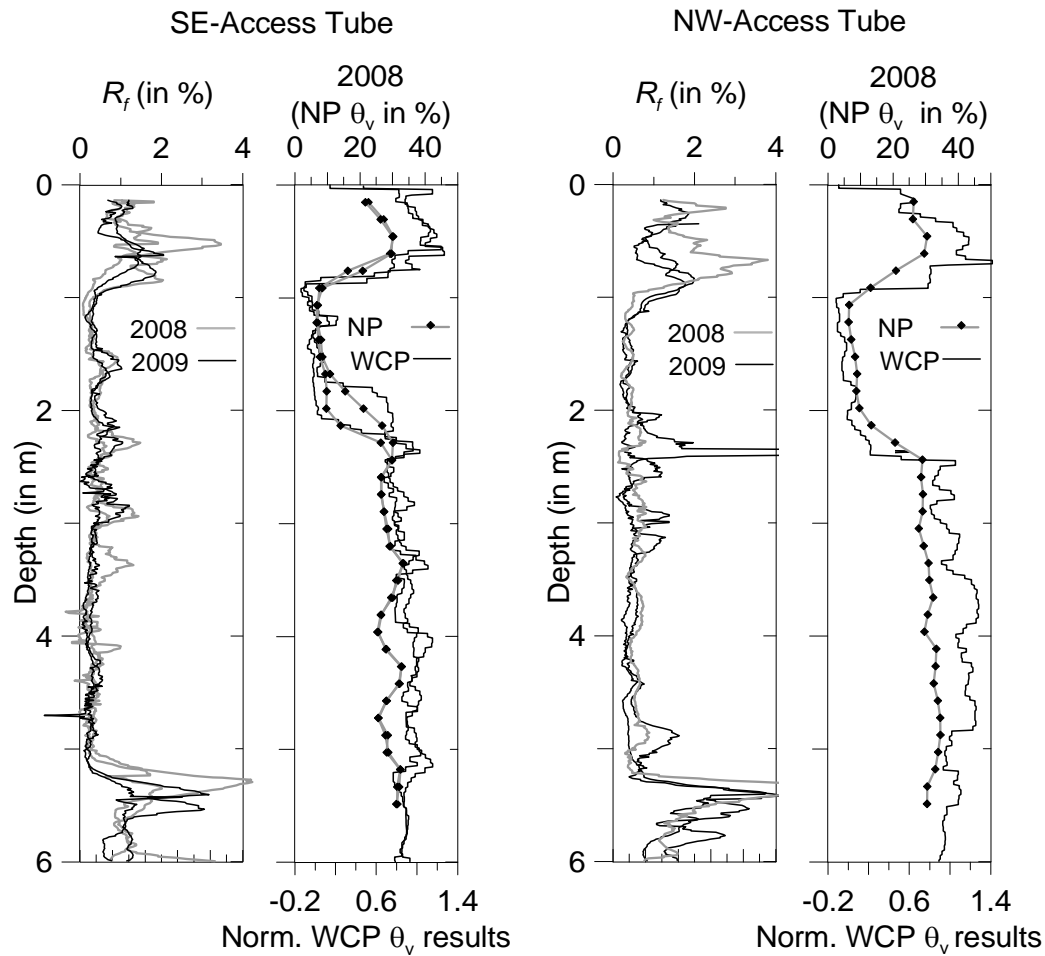 SE-Access Tube
NW-Access Tube
R_f (in %)
2008
(NP θ_v in %)
R_f (in %)
2008
(NP θ_v in %)
0 2 4
0 20 40
0 2 4
0 20 40
0
2
4
6
Depth (in m)
2008
2009
NP
WCP
0
2
4
6
Depth (in m)
2008
2009
NP
WCP
-0.2 0.6 1.4
Norm. WCP θ_v results
-0.2 0.6 1.4
Norm. WCP θ_v results